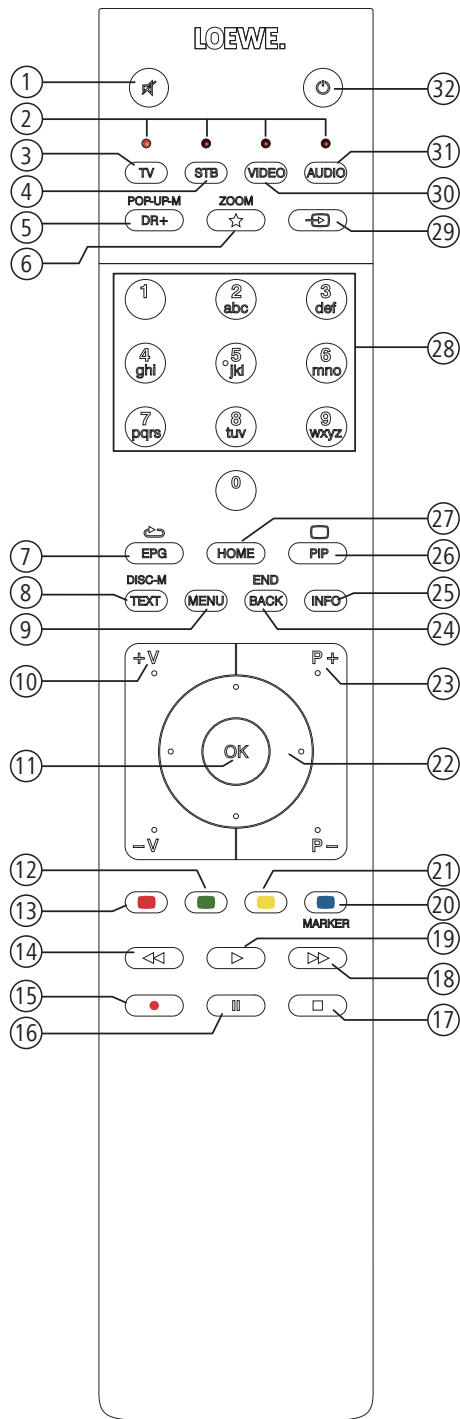 LOEWE.
1
32
2
3
TV
STB
VIDEO
AUDIO
31
4
30
POP-UP-M
ZOOM
5
DR+
29
6
1
2
3
abc
def
4
5
6
ghi
jkl
mno
28
7
8
9
pqrs
tuv
wxyz
0
27
7
EPG
HOME
PIP
26
DISC-M
END
8
TEXT
MENU
BACK
INFO
25
9
24
+V
P+
10
23
11
OK
22
-V
P-
12
21
13
20
MARKER
14
19
18
15
16
17